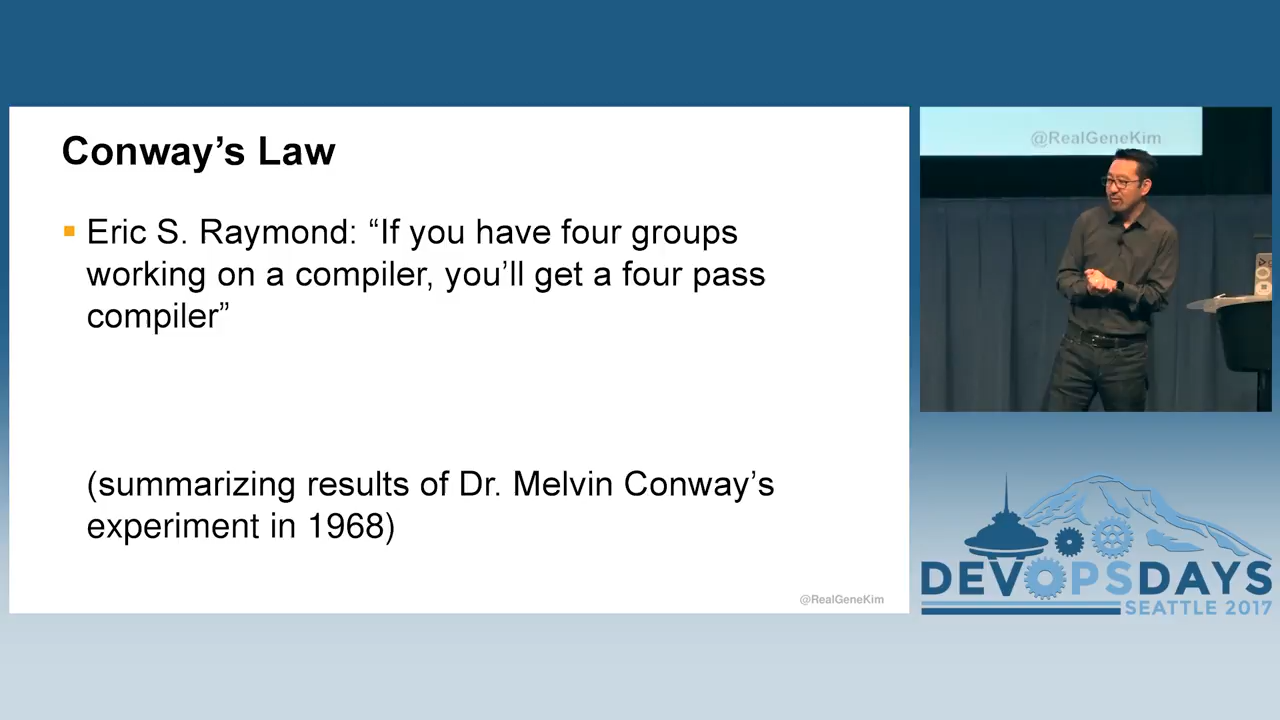 Conway’s Law
Eric S. Raymond: “If you have four groups
working on a compiler, you’ll get a four pass
compiler”
(summarizing results of Dr. Melvin Conway’s
experiment in 1968)
@RealGeneKim
@RealGeneKim
DEVOPSDAYS
SEATTLE 2017